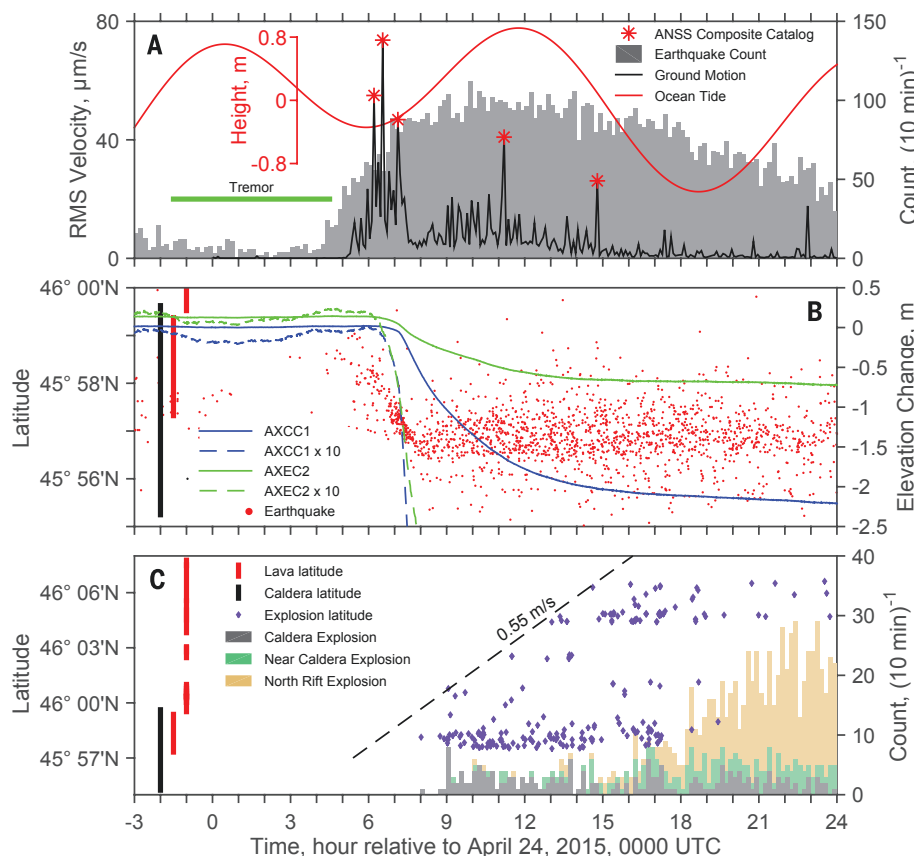 A
RMS Velocity, µm/s
80
40
0
0.8
0
-0.8
Height, m
Tremor
ANSS Composite Catalog
Earthquake Count
Ground Motion
Ocean Tide
150
100
50
0
Count, (10 min)⁻¹
B
Latitude
46° 00'N
45° 58'N
45° 56'N
AXCC1
AXCC1 x 10
AXEC2
AXEC2 x 10
Earthquake
0.5
0
-0.5
-1
-1.5
-2
-2.5
Elevation Change, m
C
Latitude
46° 06'N
46° 03'N
46° 00'N
45° 57'N
Lava latitude
Caldera latitude
Explosion latitude
Caldera Explosion
Near Caldera Explosion
North Rift Explosion
0.55 m/s
40
30
20
10
0
Count, (10 min)⁻¹
-3 0 3 6 9 12 15 18 21 24
Time, hour relative to April 24, 2015, 0000 UTC